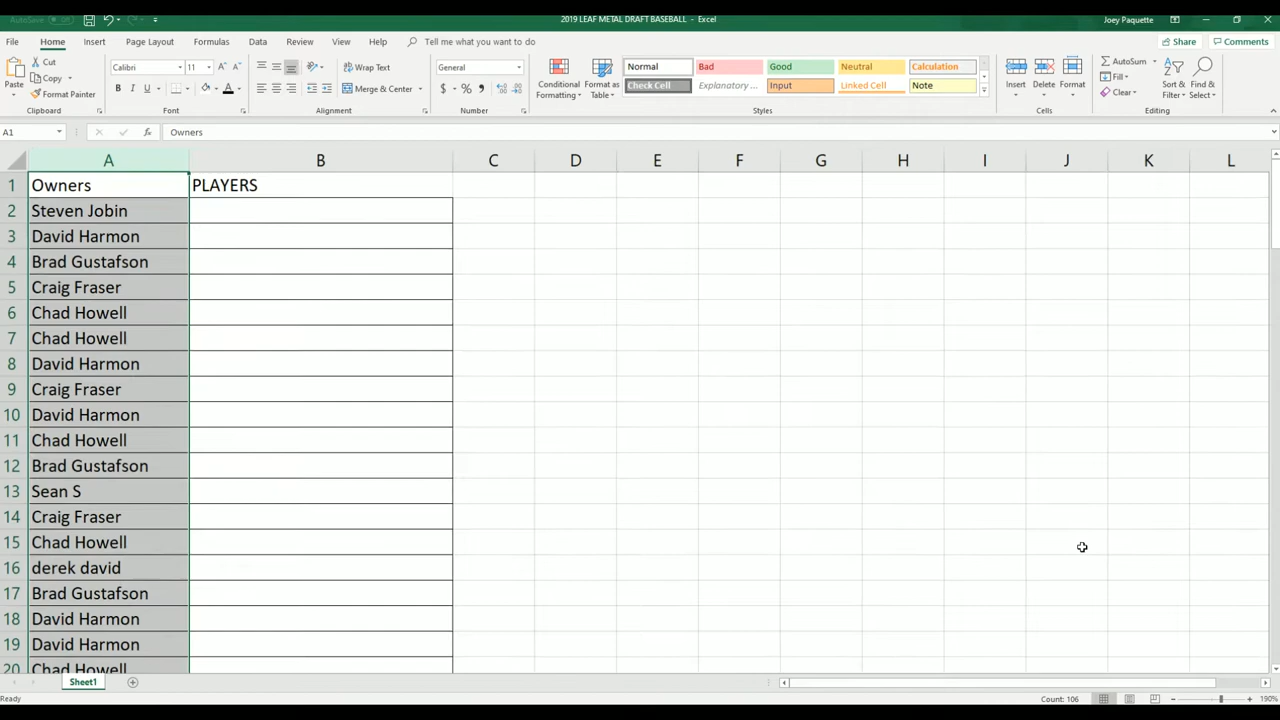 AutoSave Off 2019 LEAF METAL DRAFT BASEBALL - Excel Joey Paquette
File Home Insert Page Layout Formulas Data Review View Help Tell me what you want to do Share Comments
Paste Cut Copy Format Painter Clipboard
Calibri 11 A A B I U A Font
Wrap Text Merge & Center Alignment
General $ % , Number
Conditional Formatting Format as Table
Normal Bad Good Neutral Calculation
Check Cell Explanatory ... Input Linked Cell Note
Styles
Insert Delete Format Cells
AutoSum Fill Clear Sort & Filter Find & Select Editing
A1 fx Owners
A B C D E F G H I J K L
1 Owners PLAYERS
2 Steven Jobin
3 David Harmon
4 Brad Gustafson
5 Craig Fraser
6 Chad Howell
7 Chad Howell
8 David Harmon
9 Craig Fraser
10 David Harmon
11 Chad Howell
12 Brad Gustafson
13 Sean S
14 Craig Fraser
15 Chad Howell
16 derek david
17 Brad Gustafson
18 David Harmon
19 David Harmon
20 Chad Howell
Sheet1
Ready Count: 106 190%